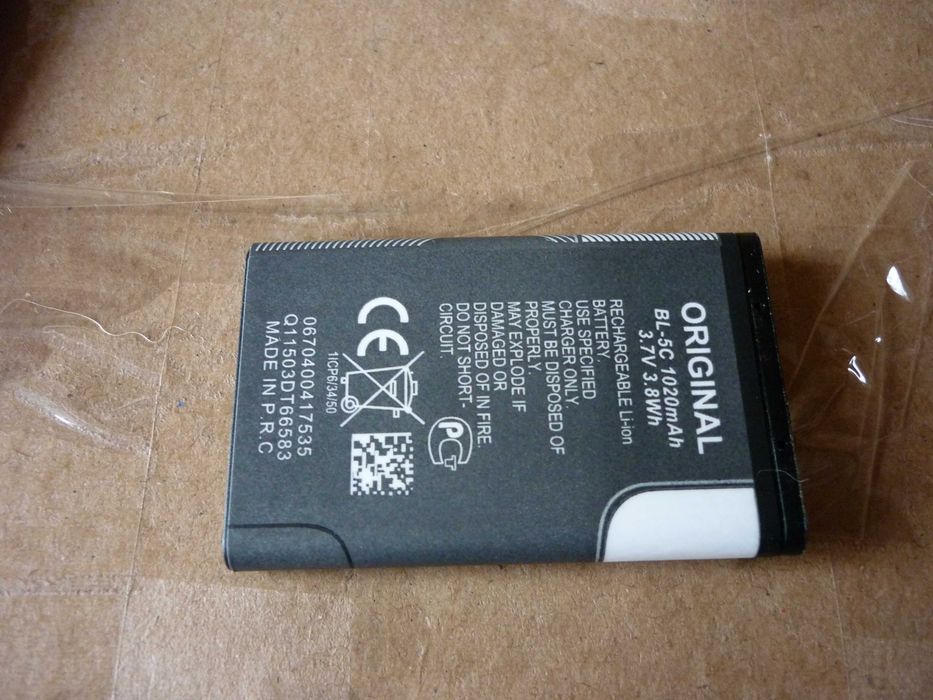 ORIGINAL
BL-5C 1020mAh
3.7V 3.8Wh
RECHARGEABLE Li-ion
BATTERY.
USE SPECIFIED
CHARGER ONLY.
MUST BE DISPOSED OF
PROPERLY.
MAY EXPLODE IF
DAMAGED OR
DISPOSED OF IN FIRE.
DO NOT SHORT-
CIRCUIT.
PCT
CE
1ICP6/34/50
0670400417535
Q11503DT66583
MADE IN P.R.C